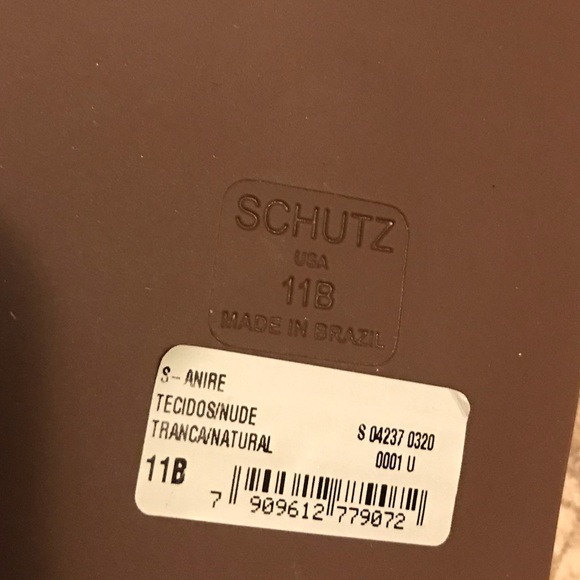 SCHUTZ
USA
11B
MADE IN BRAZIL
S- ANIRE
TECIDOS/NUDE
TRANCA/NATURAL
S 04237 0320
0001 U
11B
7 909612 779072